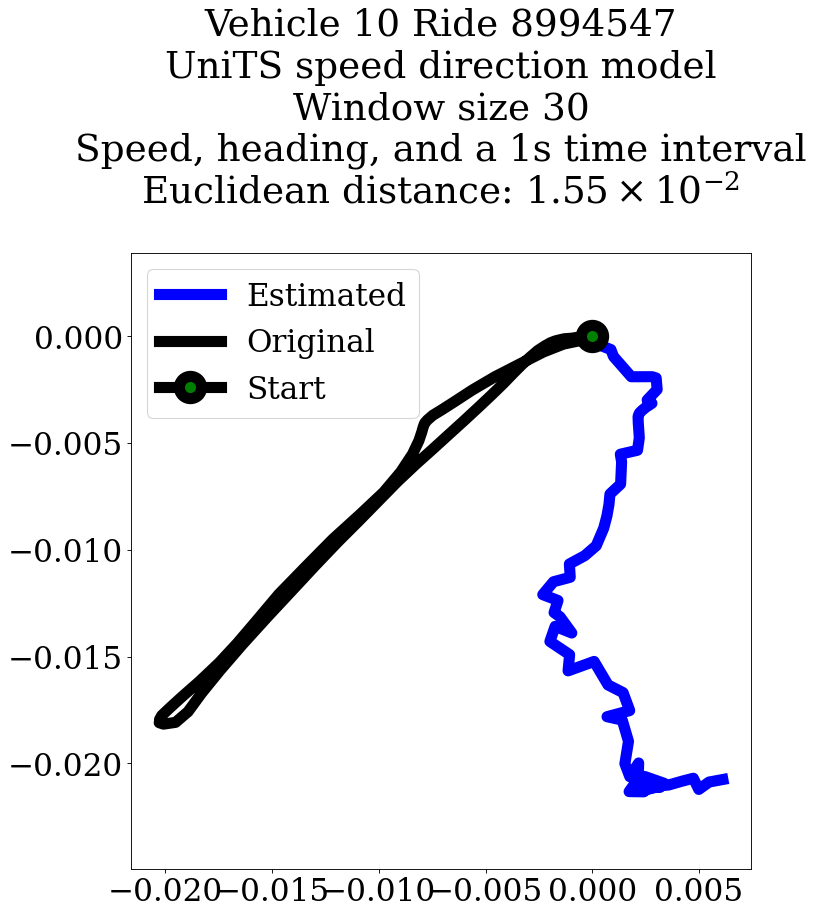 Vehicle 10 Ride 8994547
UniTS speed direction model
Window size 30
Speed, heading, and a 1s time interval
Euclidean distance: 1.55 × 10⁻²
Estimated
Original
Start
0.000
−0.005
−0.010
−0.015
−0.020
−0.020 −0.015 −0.010 −0.005 0.000 0.005